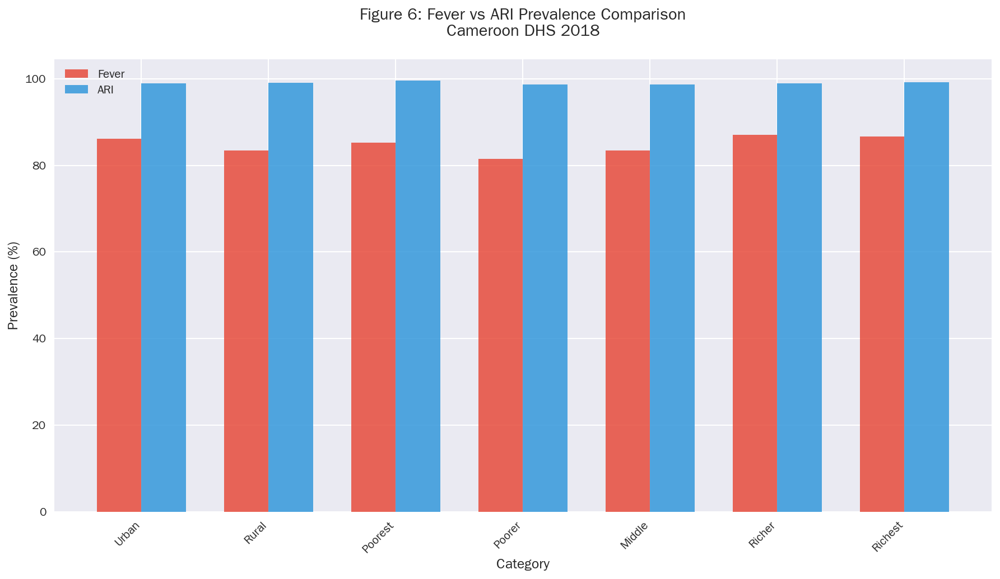 Figure 6: Fever vs ARI Prevalence Comparison
Cameroon DHS 2018
Fever
ARI
100
80
60
40
20
0
Prevalence (%)
Urban
Rural
Poorest
Poorer
Middle
Richer
Richest
Category